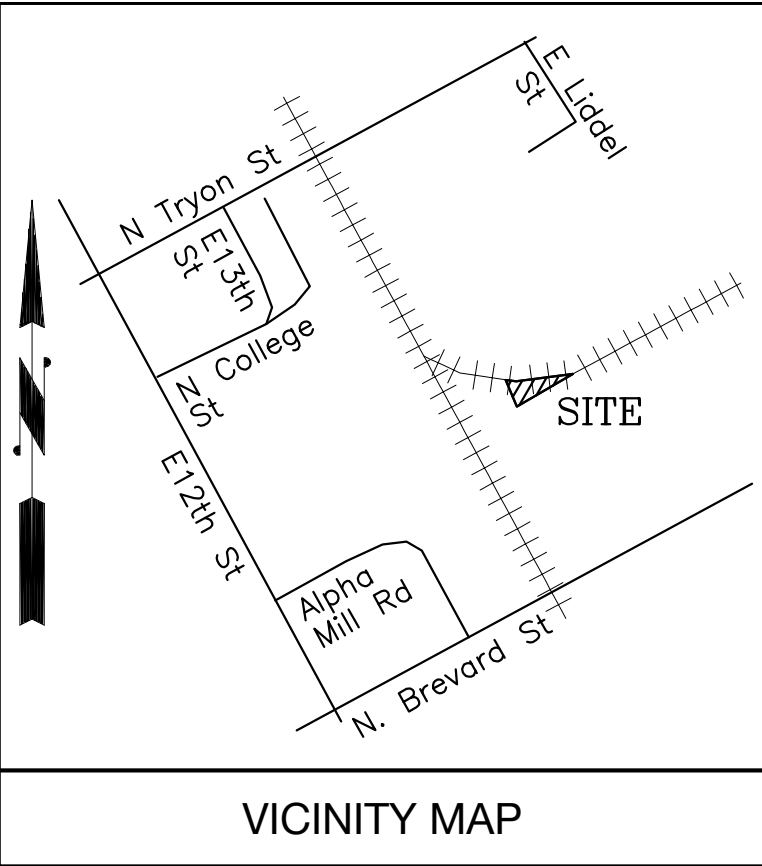 E Liddel
St
N Tryon St
E13th
St
N College
St
SITE
E12th St
Alpha
Mill Rd
N. Brevard St
N
VICINITY MAP